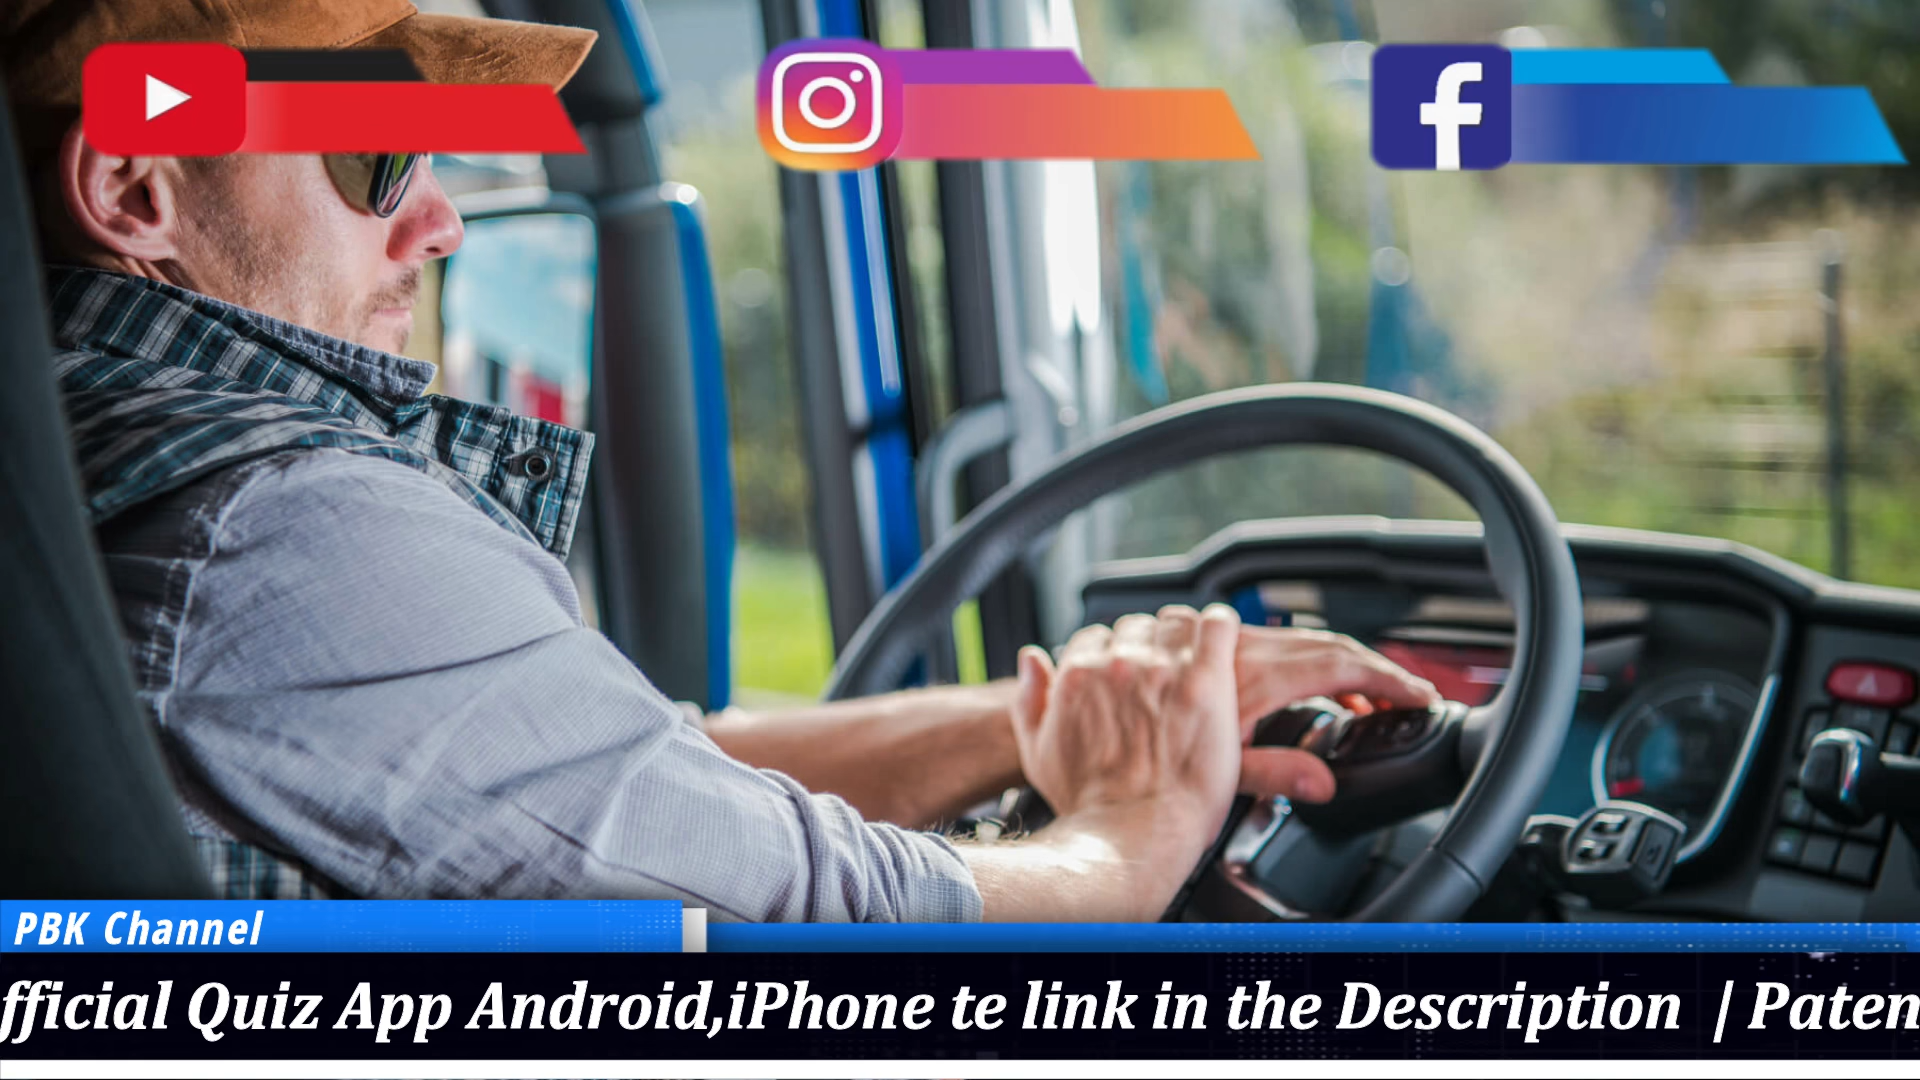 PBK Channel
fficial Quiz App Android,iPhone te link in the Description | Paten